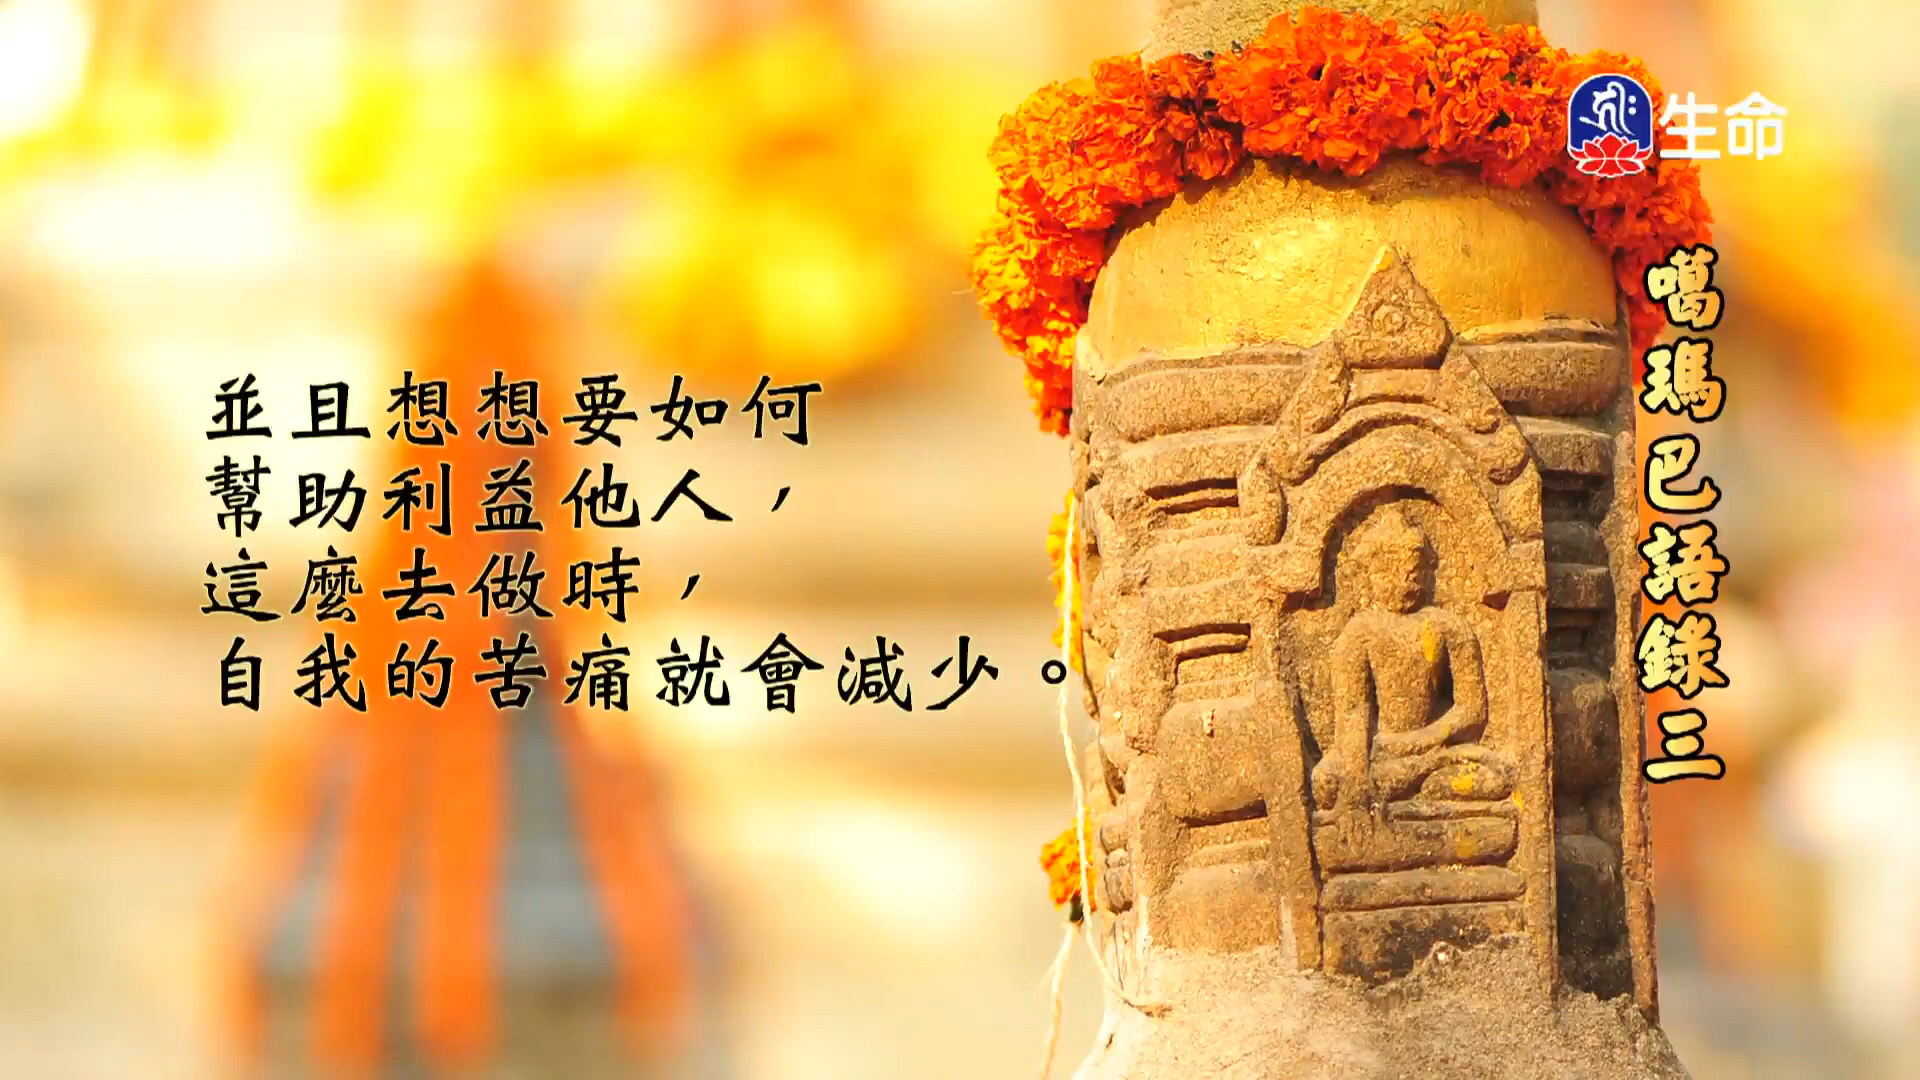 並且想想要如何
幫助利益他人，
這麼去做時，
自我的苦痛就會減少。
生命
噶瑪巴語錄三